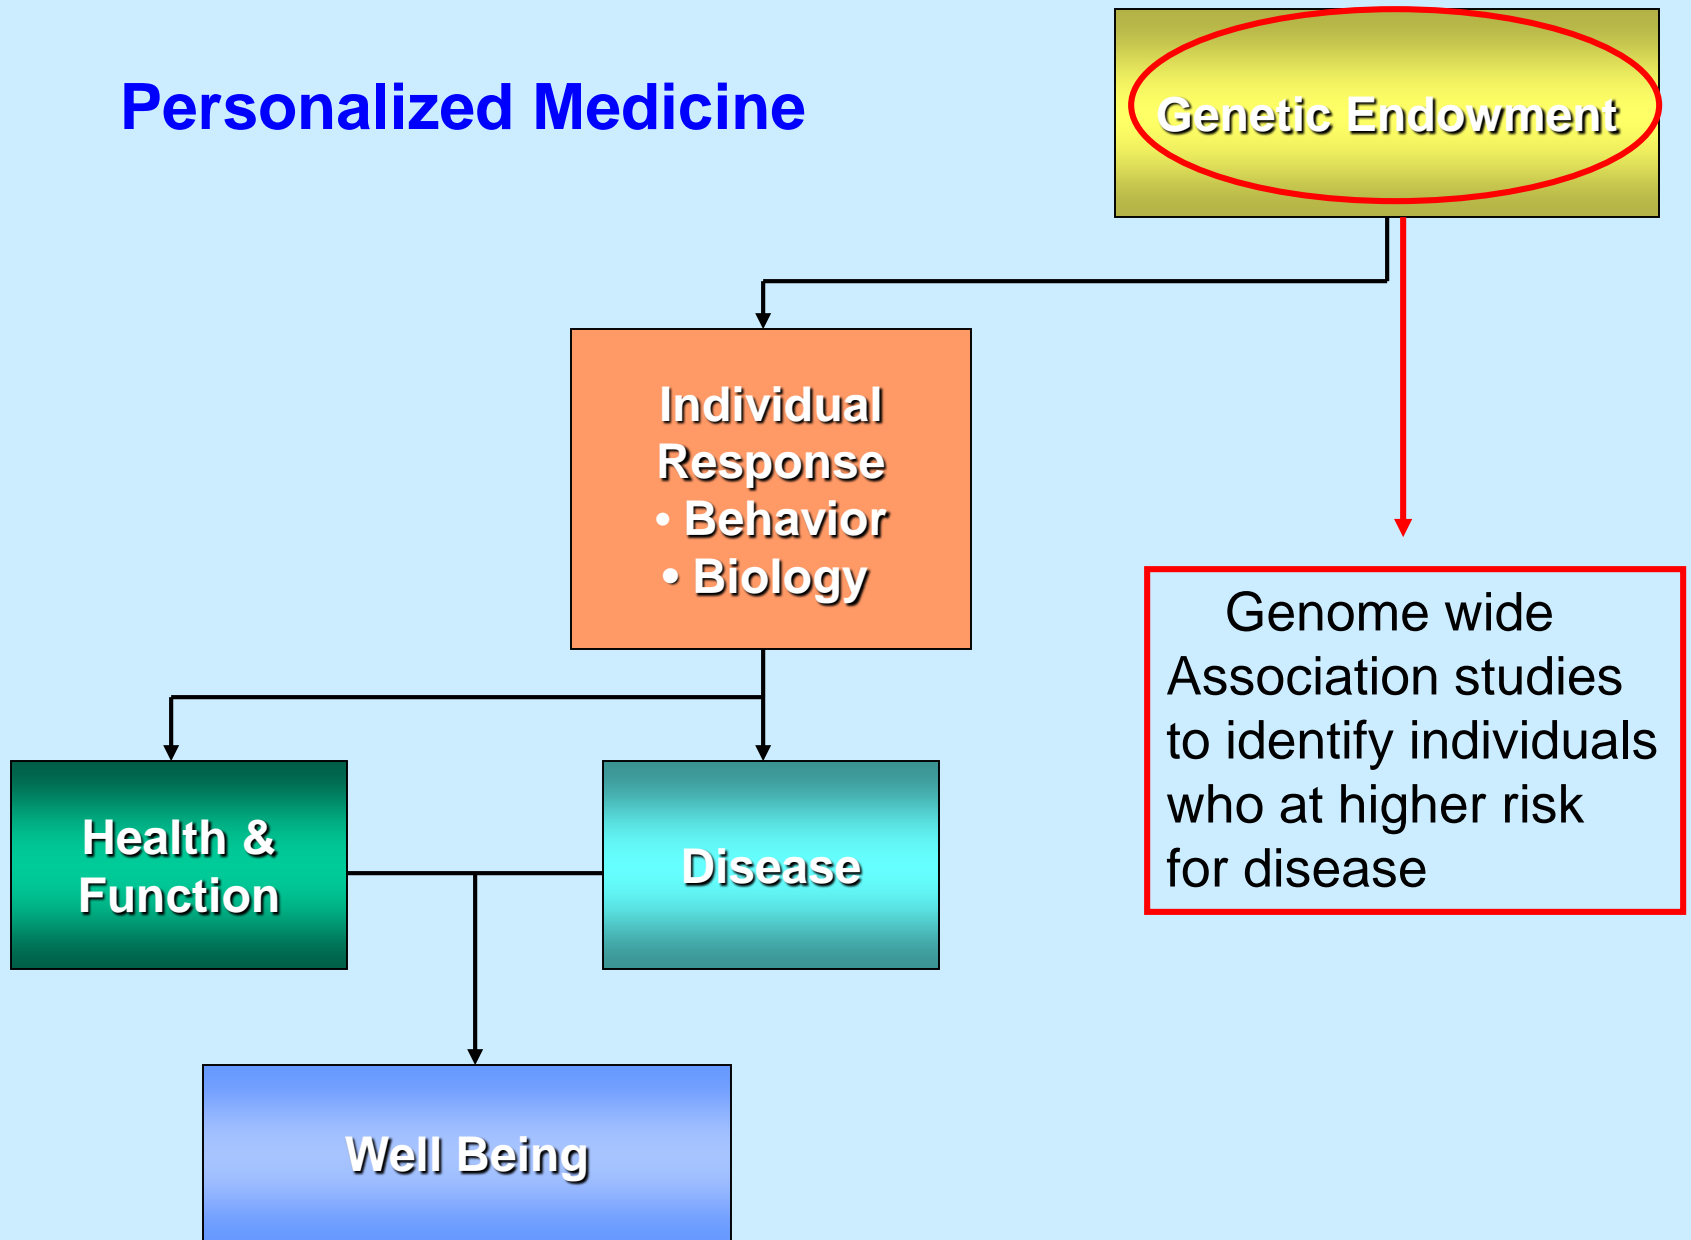 Personalized Medicine
Genetic Endowment
Individual
Response
• Behavior
• Biology
Genome wide
Association studies
to identify individuals
who at higher risk
for disease
Health &
Function
Disease
Well Being